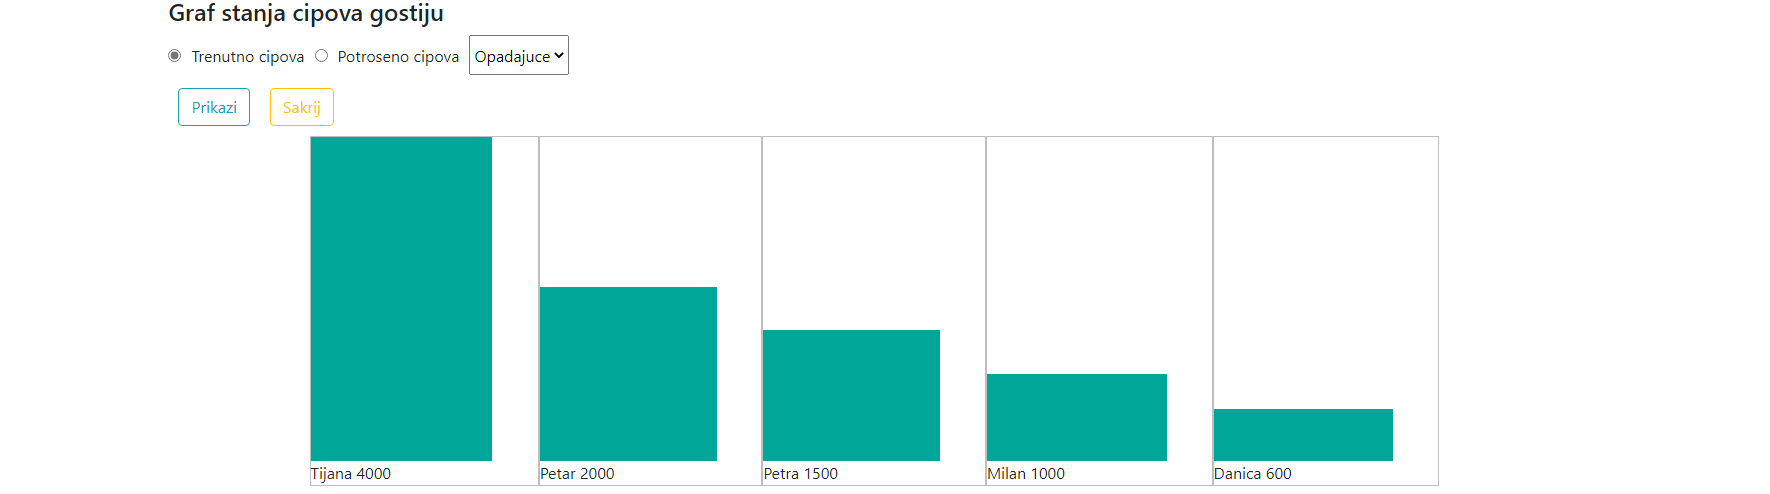 Graf stanja cipova gostiju
Trenutno cipova Potroseno cipova Opadajuce
Prikazi Sakrij
Tijana 4000 Petar 2000 Petra 1500 Milan 1000 Danica 600